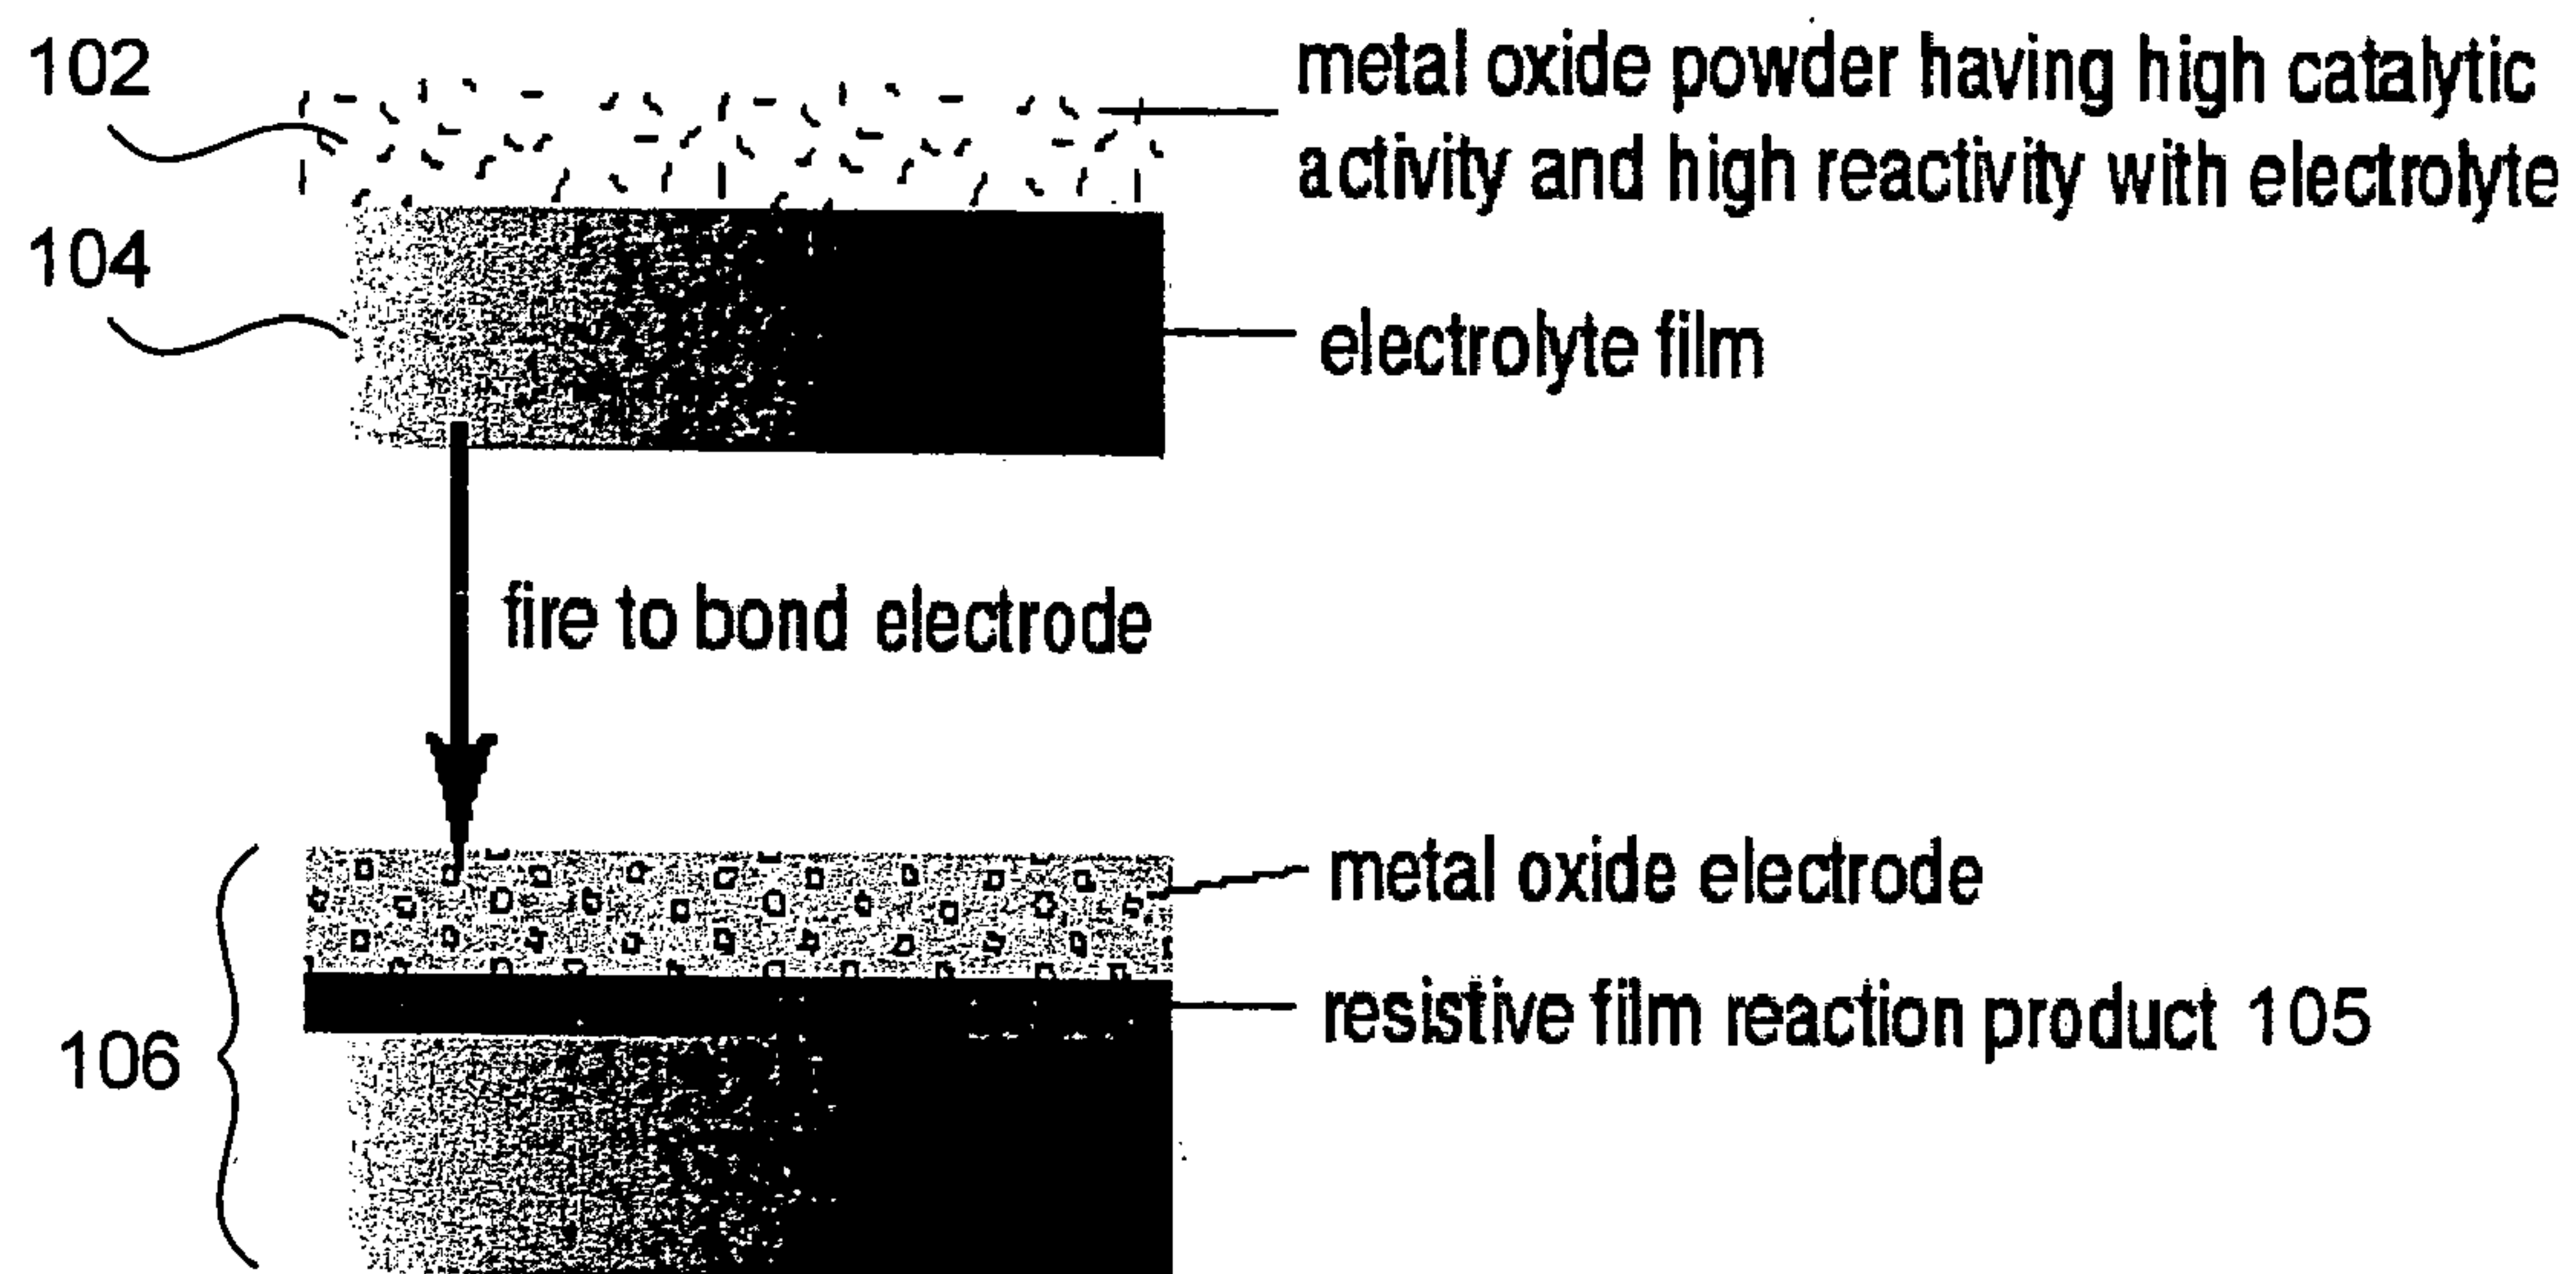 102
metal oxide powder having high catalytic
activity and high reactivity with electrolyte
104
electrolyte film
fire to bond electrode
metal oxide electrode
resistive film reaction product 105
106